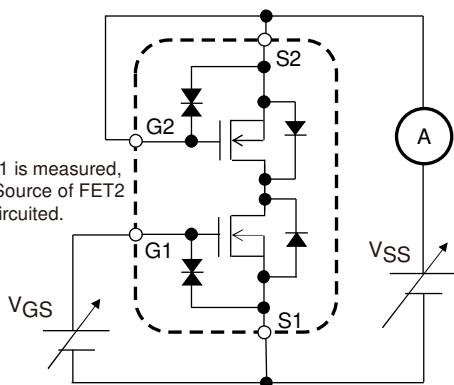 S2
G2
A
1 is measured,
Source of FET2
ircuited.
G1
VSS
VGS
S1